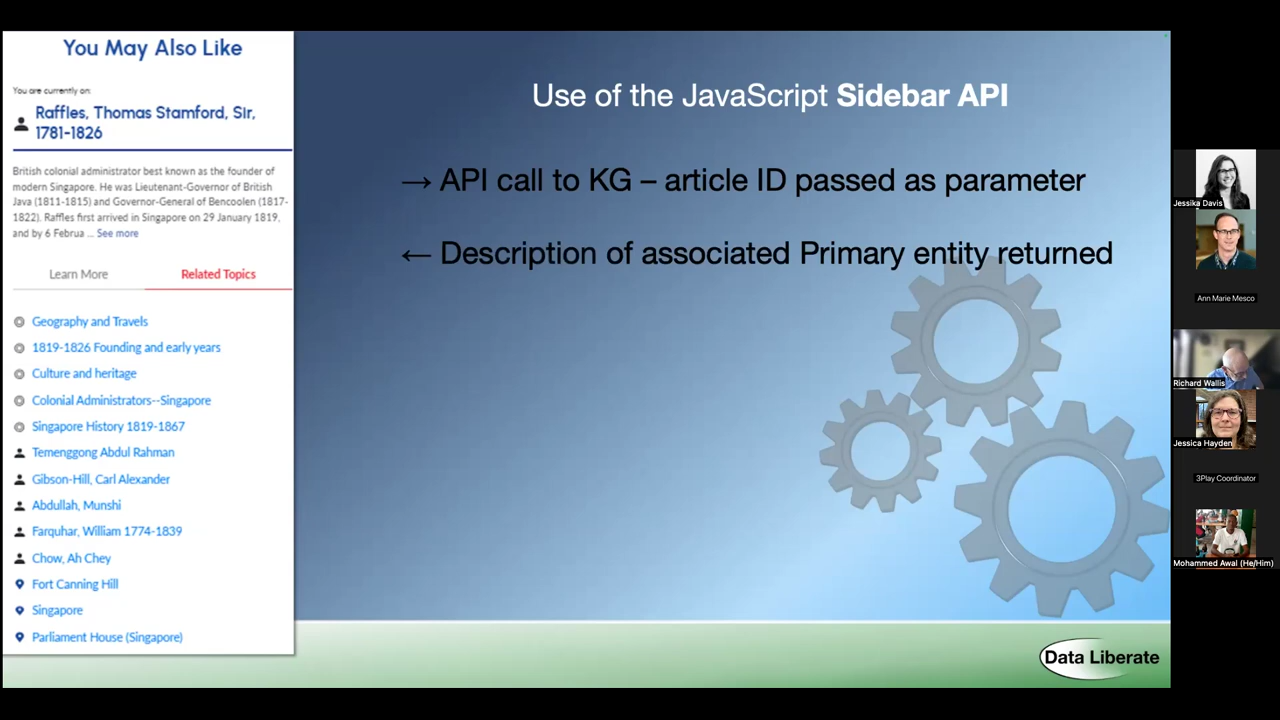 You May Also Like
You are currently on:
Raffles, Thomas Stamford, Sir,
1781-1826
British colonial administrator best known as the founder of
modern Singapore. He was Lieutenant-Governor of British
Java (1811-1815) and Governor-General of Bencoolen (1817-
1822). Raffles first arrived in Singapore on 29 January 1819,
and by 6 Februa ... See more
Learn More Related Topics
Geography and Travels
1819-1826 Founding and early years
Culture and heritage
Colonial Administrators--Singapore
Singapore History 1819-1867
Temenggong Abdul Rahman
Gibson-Hill, Carl Alexander
Abdullah, Munshi
Farquhar, William 1774-1839
Chow, Ah Chey
Fort Canning Hill
Singapore
Parliament House (Singapore)
Use of the JavaScript Sidebar API
→ API call to KG – article ID passed as parameter
← Description of associated Primary entity returned
Data Liberate
Jessika Davis
Ann Marie Mesco
Richard Wallis
Jessica Hayden
3Play Coordinator
Mohammed Awal (He/Him)